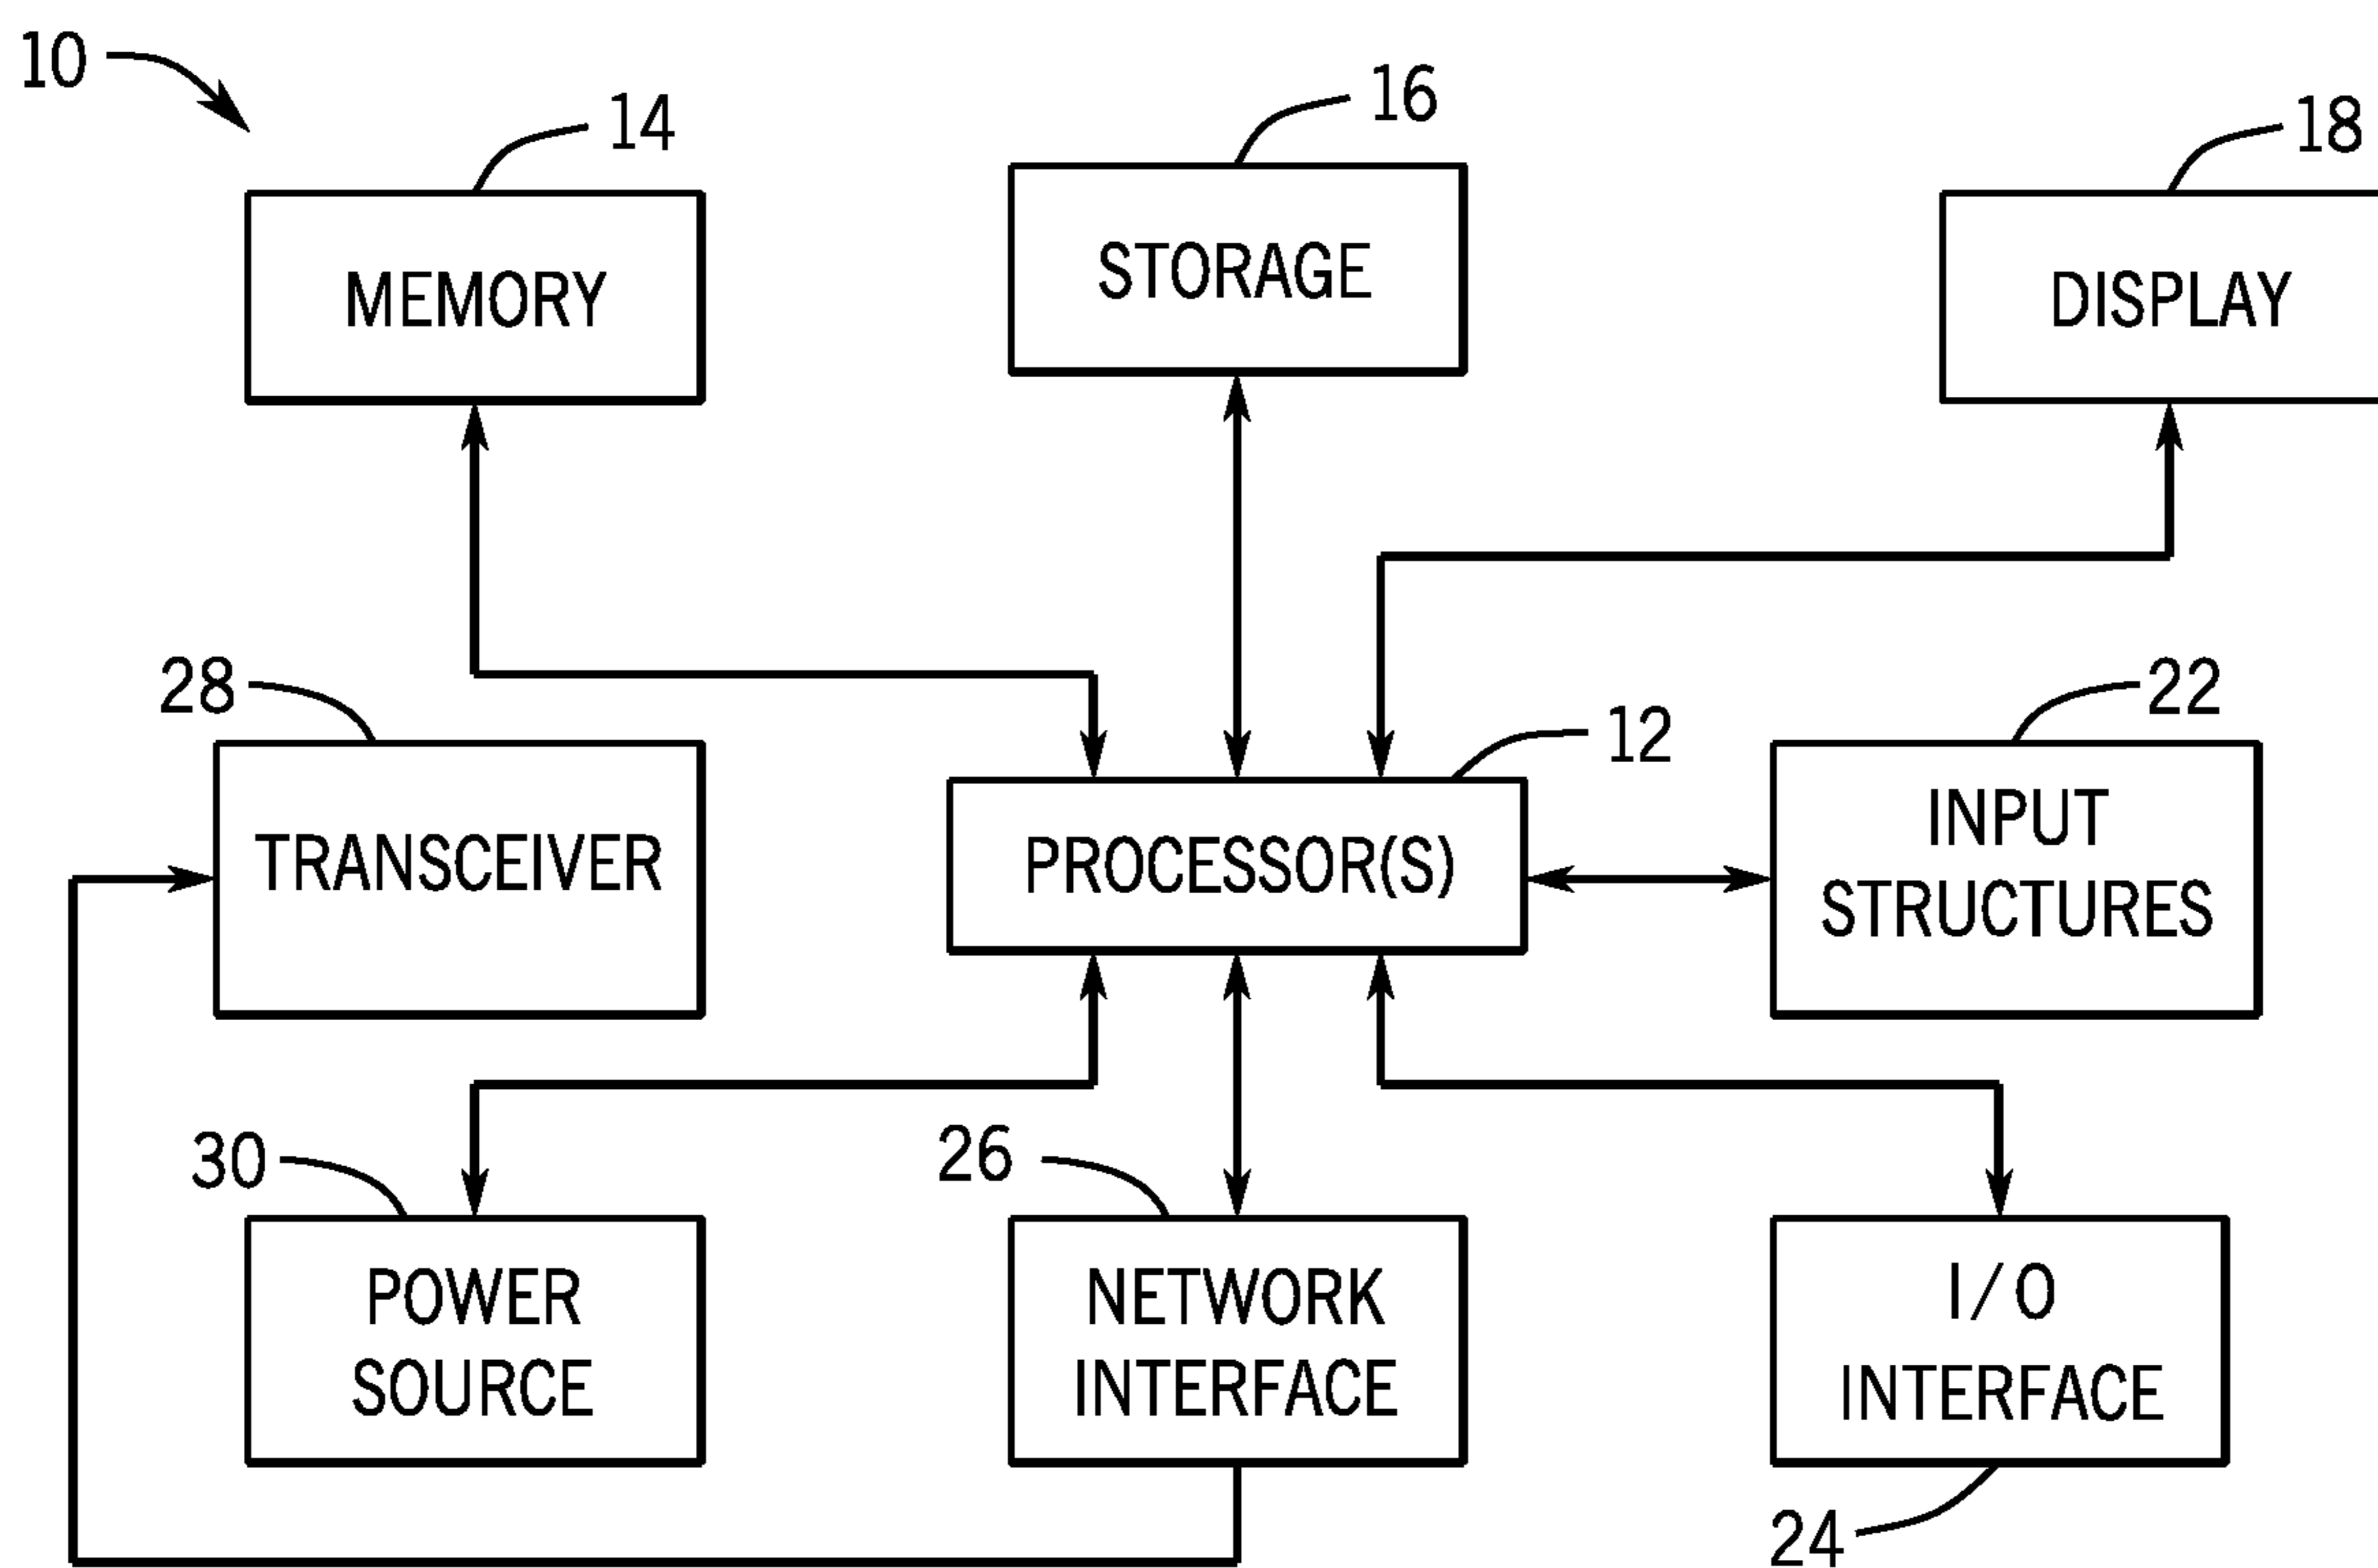 10
14
16
18
MEMORY
STORAGE
DISPLAY
28
12
22
TRANSCEIVER
PROCESSOR(S)
INPUT
STRUCTURES
30
26
POWER
SOURCE
NETWORK
INTERFACE
I/O
INTERFACE
24